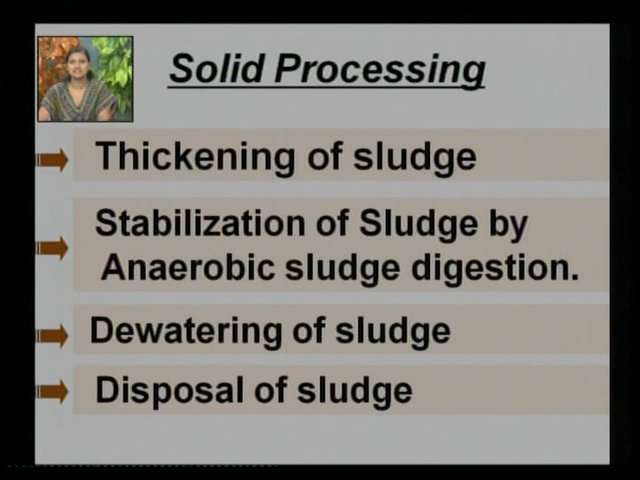 Solid Processing
Thickening of sludge
Stabilization of Sludge by
Anaerobic sludge digestion.
Dewatering of sludge
Disposal of sludge